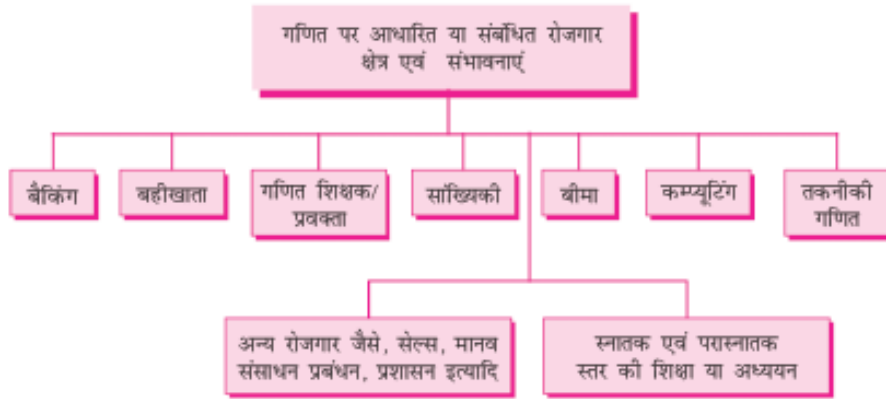 गणित पर आधारित या संबंधित रोजगार
क्षेत्र एवं संभावनाएं
बैंकिंग
बहीखाता
गणित शिक्षक/
प्रवक्ता
सांख्यिकी
बीमा
कम्प्यूटिंग
तकनीकी
गणित
अन्य रोजगार जैसे, सेल्स, मानव
संसाधन प्रबंधन, प्रशासन इत्यादि
स्नातक एवं परास्नातक
स्तर की शिक्षा या अध्ययन